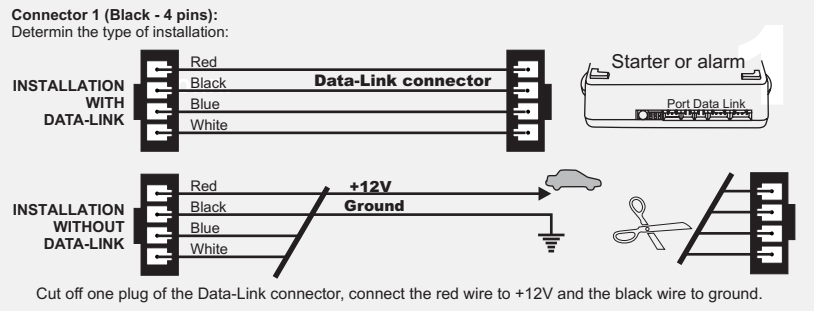 Connector 1 (Black - 4 pins):
Determin the type of installation:
1
Red
Black
Blue
White
Data-Link connector
INSTALLATION
WITH
DATA-LINK
Starter or alarm
Port Data Link
INSTALLATION
WITHOUT
DATA-LINK
Red
Black
Blue
White
+12V
Ground
Cut off one plug of the Data-Link connector, connect the red wire to +12V and the black wire to ground.